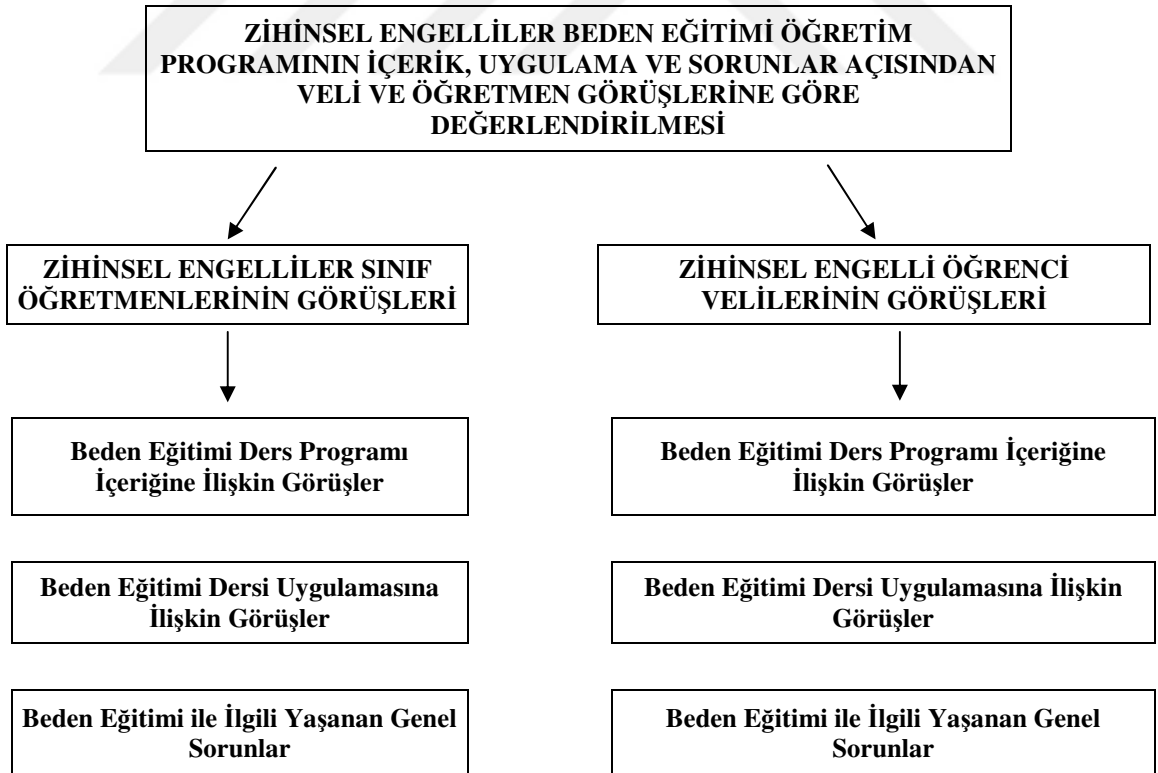 ZİHİNSEL ENGELLİLER BEDEN EĞİTİMİ ÖĞRETİM
PROGRAMININ İÇERİK, UYGULAMA VE SORUNLAR AÇISINDAN
VELİ VE ÖĞRETMEN GÖRÜŞLERİNE GÖRE
DEĞERLENDİRİLMESİ
ZİHİNSEL ENGELLİLER SINIF
ÖĞRETMENLERİNİN GÖRÜŞLERİ
ZİHİNSEL ENGELLİ ÖĞRENCİ
VELİLERİNİN GÖRÜŞLERİ
Beden Eğitimi Ders Programı
İçeriğine İlişkin Görüşler
Beden Eğitimi Ders Programı İçeriğine
İlişkin Görüşler
Beden Eğitimi Dersi Uygulamasına
İlişkin Görüşler
Beden Eğitimi Dersi Uygulamasına İlişkin
Görüşler
Beden Eğitimi ile İlgili Yaşanan Genel
Sorunlar
Beden Eğitimi ile İlgili Yaşanan Genel
Sorunlar